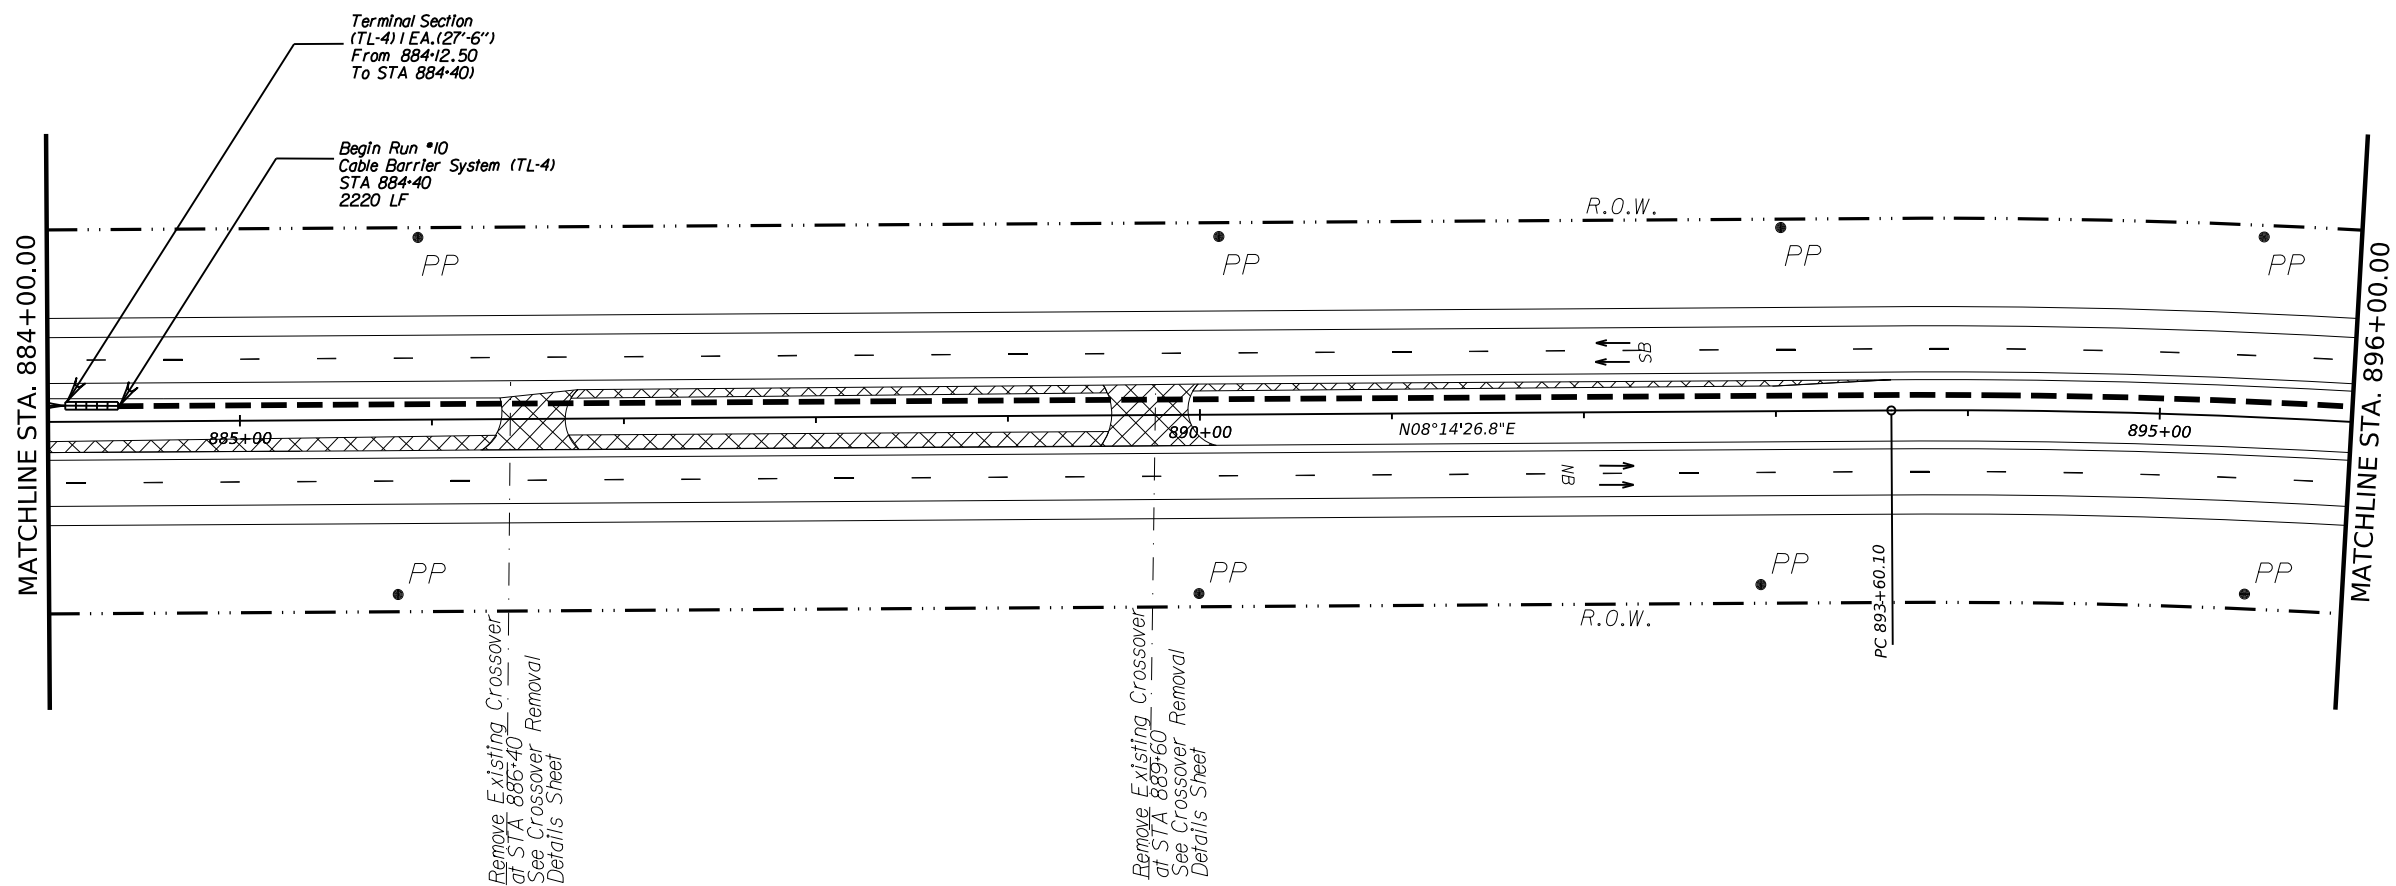 Terminal Section
(TL-4) 1 EA.(27'-6")
From 884+12.50
To STA 884+40)
Begin Run #10
Cable Barrier System (TL-4)
STA 884+40
2220 LF
R.O.W.
PP
PP
PP
PP
MATCHLINE STA. 884+00.00
MATCHLINE STA. 896+00.00
SB
885+00
890+00
N08°14'26.8"E
895+00
NB
PP
PP
PP
PP
R.O.W.
PC 893+60.10
Remove Existing Crossover
at STA 886+40
See Crossover Removal
Details Sheet
Remove Existing Crossover
at STA 889+60
See Crossover Removal
Details Sheet